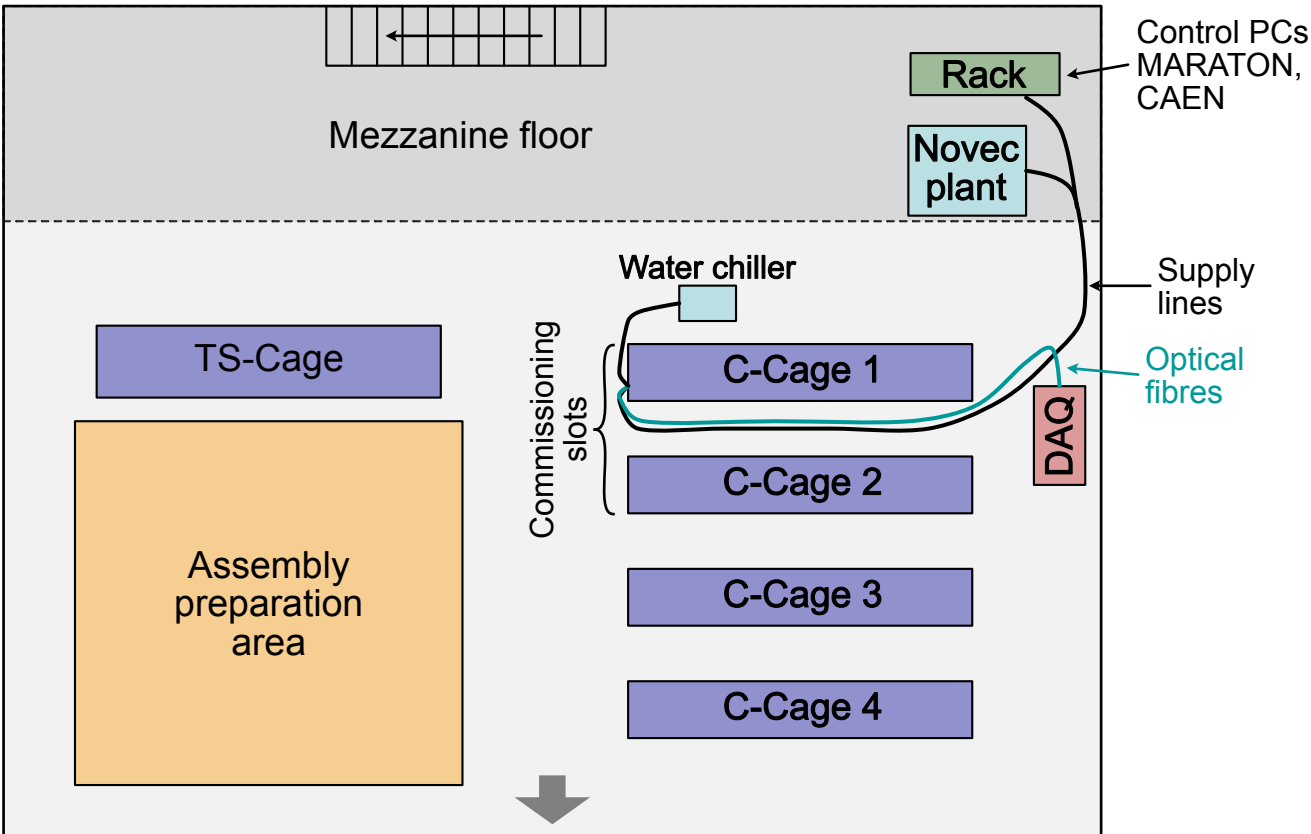 Control PCs
MARATON,
CAEN
Rack
Mezzanine floor
Novec
plant
Water chiller
Supply
lines
TS-Cage
Commissioning
slots
C-Cage 1
Optical
fibres
DAQ
C-Cage 2
Assembly
preparation
area
C-Cage 3
C-Cage 4